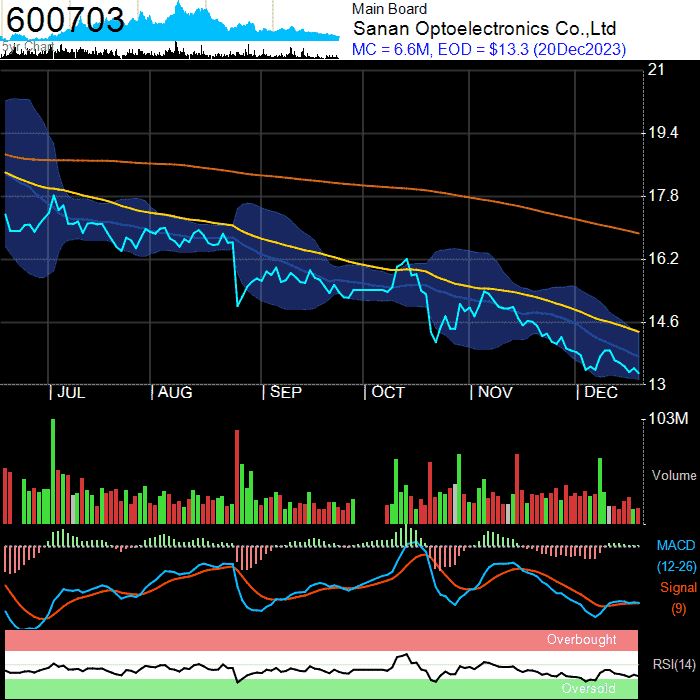 600703
5yr Chart
Main Board
Sanan Optoelectronics Co.,Ltd
MC = 6.6M, EOD = $13.3 (20Dec2023)
21
19.4
17.8
16.2
14.6
13
| JUL | AUG | SEP | OCT | NOV | DEC
103M
Volume
MACD
(12-26)
Signal
(9)
Overbought
RSI(14)
Oversold